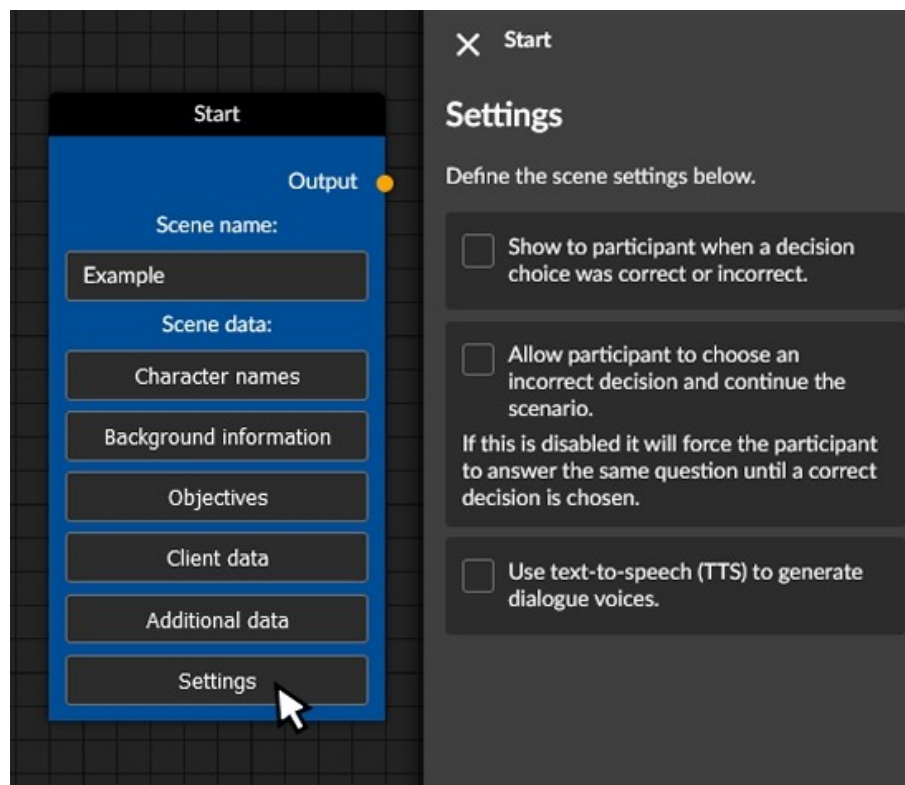 Start
Output
Scene name:
Example
Scene data:
Character names
Background information
Objectives
Client data
Additional data
Settings
Start
Settings
Define the scene settings below.
Show to participant when a decision
choice was correct or incorrect.
Allow participant to choose an
incorrect decision and continue the
scenario.
If this is disabled it will force the participant
to answer the same question until a correct
decision is chosen.
Use text-to-speech (TTS) to generate
dialogue voices.